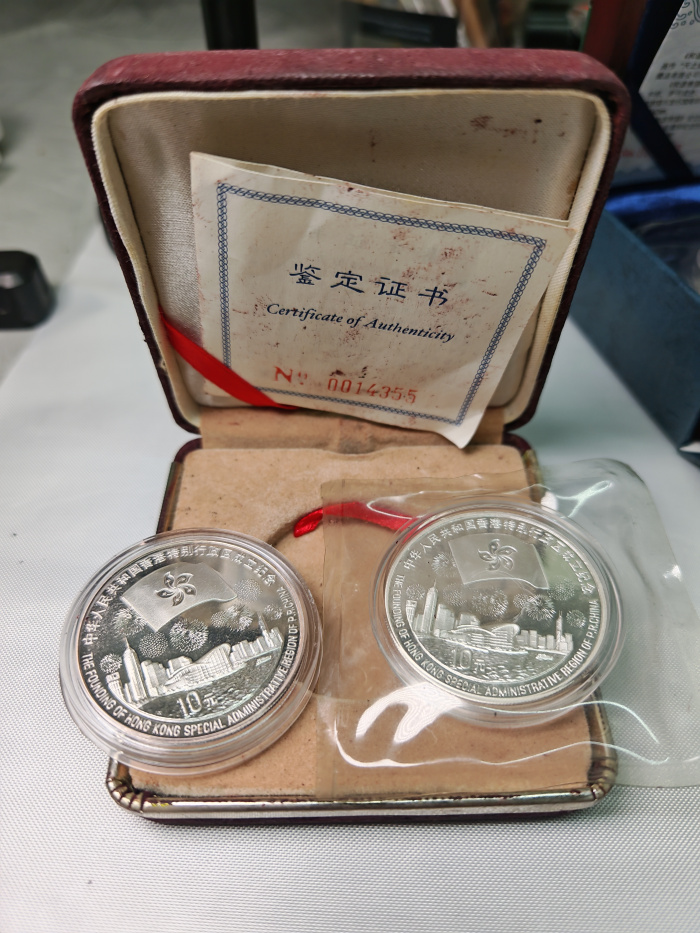 鉴定证书
Certificate of Authenticity
Nº 0014355
中华人民共和国香港特别行政区成立纪念
10元
THE FOUNDING OF HONG KONG SPECIAL ADMINISTRATIVE REGION OF P.R.CHINA
中华人民共和国香港特别行政区成立纪念
10元
THE FOUNDING OF HONG KONG SPECIAL ADMINISTRATIVE REGION OF P.R.CHINA